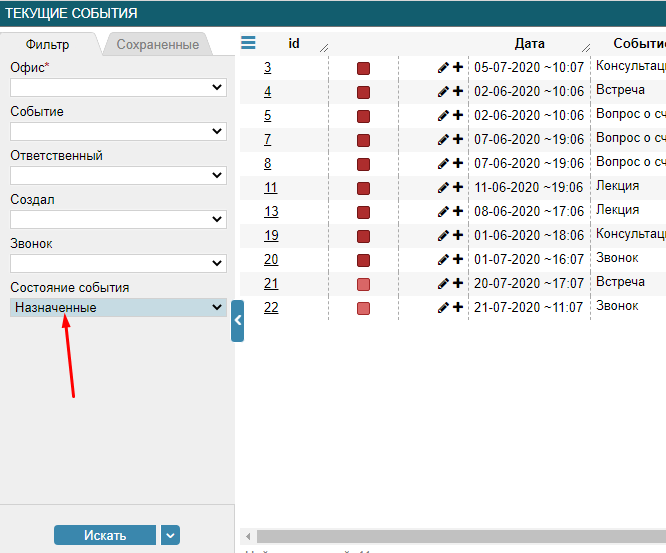 ТЕКУЩИЕ СОБЫТИЯ
Фильтр Сохраненные
Офис*
Событие
Ответственный
Создал
Звонок
Состояние события
Назначенные
Искать
id Дата Событие
3 05-07-2020 ~10:07 Консультац
4 02-06-2020 ~10:06 Встреча
5 02-06-2020 ~10:06 Вопрос о сч
7 07-06-2020 ~19:06 Вопрос о сч
8 07-06-2020 ~19:06 Вопрос о сч
11 11-06-2020 ~19:06 Лекция
13 08-06-2020 ~17:06 Лекция
19 01-06-2020 ~18:06 Консультац
20 01-07-2020 ~16:07 Звонок
21 20-07-2020 ~17:07 Встреча
22 21-07-2020 ~11:07 Звонок